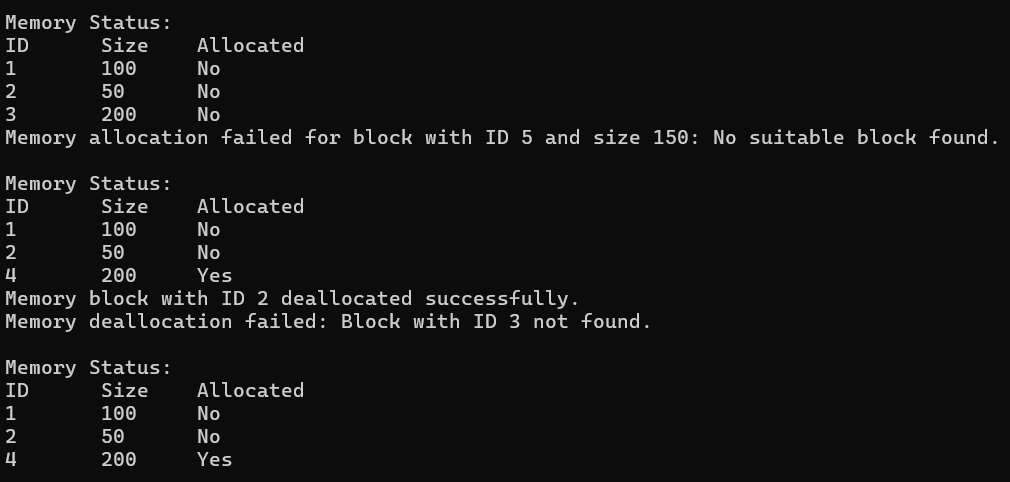 Memory Status:
ID      Size    Allocated
1       100     No
2       50      No
3       200     No
Memory allocation failed for block with ID 5 and size 150: No suitable block found.

Memory Status:
ID      Size    Allocated
1       100     No
2       50      No
4       200     Yes
Memory block with ID 2 deallocated successfully.
Memory deallocation failed: Block with ID 3 not found.

Memory Status:
ID      Size    Allocated
1       100     No
2       50      No
4       200     Yes